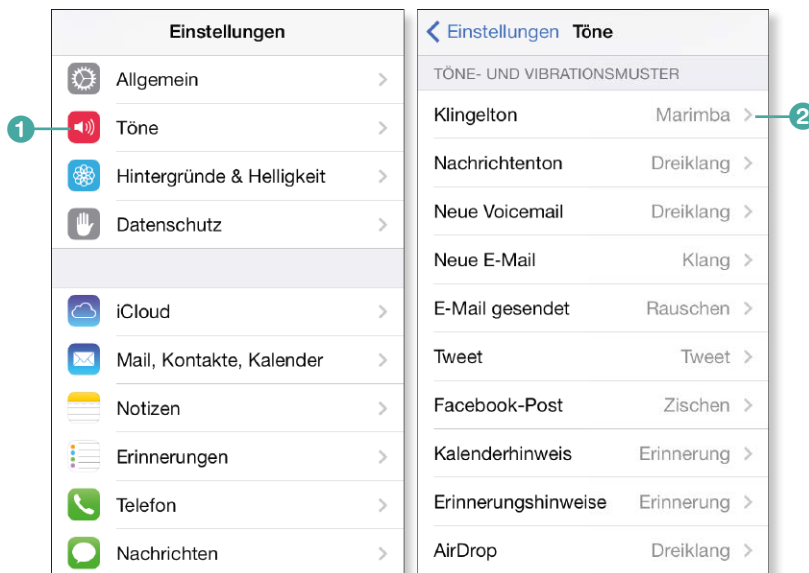 Einstellungen
Allgemein
1
Töne
Hintergründe & Helligkeit
Datenschutz
iCloud
Mail, Kontakte, Kalender
Notizen
Erinnerungen
Telefon
Nachrichten
Einstellungen Töne
TÖNE- UND VIBRATIONSMUSTER
Klingelton Marimba
2
Nachrichtenton Dreiklang
Neue Voicemail Dreiklang
Neue E-Mail Klang
E-Mail gesendet Rauschen
Tweet Tweet
Facebook-Post Zischen
Kalenderhinweis Erinnerung
Erinnerungshinweise Erinnerung
AirDrop Dreiklang